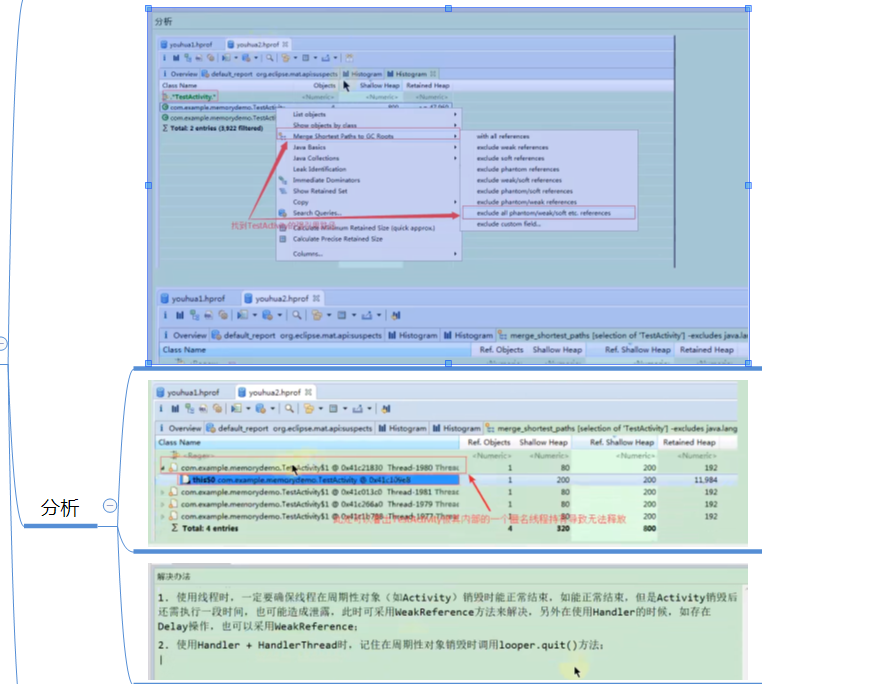 分析
分析
youhua1.hprof youhua2.hprof
Overview default_report org.eclipse.mat.api:suspects Histogram Histogram
Class Name Objects Shallow Heap Retained Heap
.*TestActivity.* <Numeric> <Numeric> <Numeric>
com.example.memorydemo.TestActivity
com.example.memorydemo.TestActi
Total: 2 entries (3,922 filtered)
List objects
Show objects by class
Merge Shortest Paths to GC Roots
Java Basics
Java Collections
Leak Identification
Immediate Dominators
Show Retained Set
Copy
Search Queries...
Calculate Minimum Retained Size (quick approx.)
Calculate Precise Retained Size
Columns...
with all references
exclude weak references
exclude soft references
exclude phantom references
exclude weak/soft references
exclude phantom/soft references
exclude phantom/weak references
exclude all phantom/weak/soft etc. references
exclude custom field...
找到TestActivity
youhua1.hprof youhua2.hprof
Overview default_report org.eclipse.mat.api:suspects Histogram Histogram merge_shortest_paths [selection of 'TestActivity'] -excludes java.lan
Class Name Ref. Objects Shallow Heap Ref. Shallow Heap Retained Heap
youhua1.hprof youhua2.hprof
Overview default_report org.eclipse.mat.api:suspects Histogram Histogram merge_shortest_paths [selection of 'TestActivity'] -excludes java.lang
Class Name Ref. Objects Shallow Heap Ref. Shallow Heap Retained Heap
<Regex> <Numeric> <Numeric> <Numeric> <Numeric>
com.example.memorydemo.TestActivity$1 @ 0x41c21830 Thread-1980 Thread 1 80 200 192
this$0 com.example.memorydemo.TestActivity @ 1 200 200 11,984
com.example.memorydemo.TestActivity$1 @ 0x41c013c0 Thread-1981 Thread 1 80 200 192
com.example.memorydemo.TestActivity$1 @ 0x41c266a0 Thread-1979 Thread 1 80 200 192
com.example.memorydemo.TestActivity$1 @ Thread-1977 Thread 1 80 200 192
Total: 4 entries 4 320 800
内部的一个匿名线程持有导致无法释放
解决办法
1. 使用线程时，一定要确保线程在周期性对象（如Activity）销毁时能正常结束，如能正常结束，但是Activity销毁后
还需执行一段时间，也可能造成泄露，此时可采用WeakReference方法来解决，另外在使用Handler的时候，如存在
Delay操作，也可以采用WeakReference；
2. 使用Handler + HandlerThread时，记住在周期性对象销毁时调用looper.quit()方法；